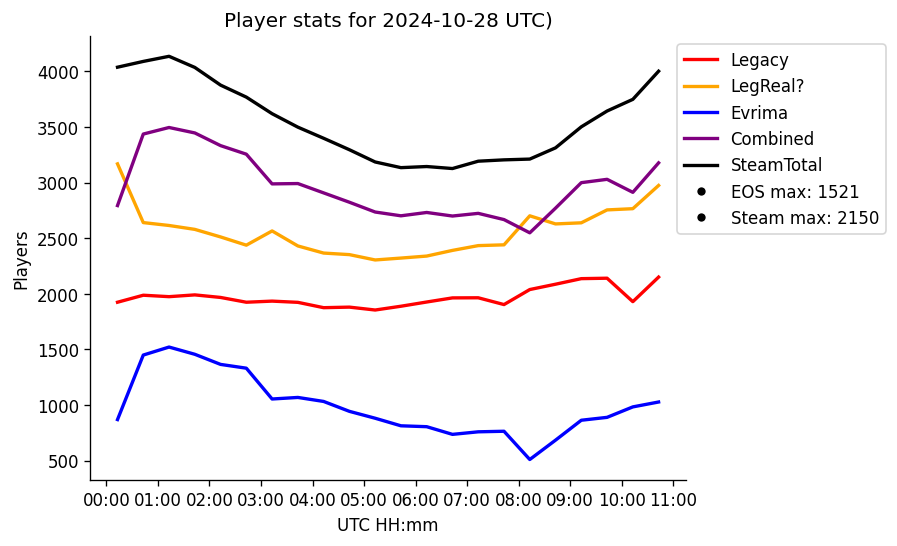 Player stats for 2024-10-28 UTC)
Players
4000
3500
3000
2500
2000
1500
1000
500
00:00 01:00 02:00 03:00 04:00 05:00 06:00 07:00 08:00 09:00 10:00 11:00
UTC HH:mm
Legacy
LegReal?
Evrima
Combined
SteamTotal
EOS max: 1521
Steam max: 2150